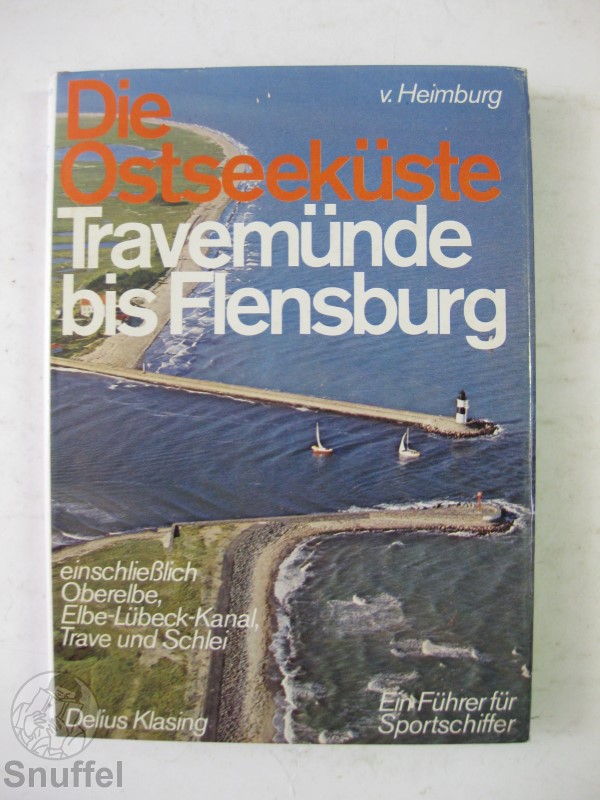 v. Heimburg
Die
Ostseeküste
Travemünde
bis Flensburg
einschließlich
Oberelbe,
Elbe-Lübeck-Kanal,
Trave und Schlei
Delius Klasing
Ein Führer für
Sportschiffer
Snuffel